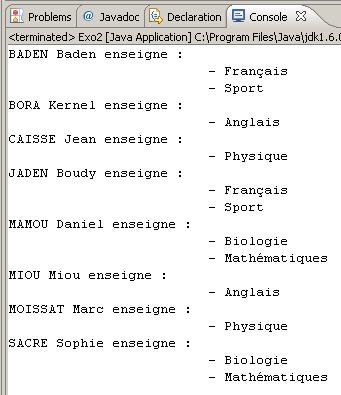 Problems @ Javadoc Declaration Console
<terminated> Exo2 [Java Application] C:\Program Files\Java\jdk1.6.0
BADEN Baden enseigne :
- Français
- Sport
BORA Kernel enseigne :
- Anglais
CAISSE Jean enseigne :
- Physique
JADEN Boudy enseigne :
- Français
- Sport
MAMOU Daniel enseigne :
- Biologie
- Mathématiques
MIOU Miou enseigne :
- Anglais
MOISSAT Marc enseigne :
- Physique
SACRE Sophie enseigne :
- Biologie
- Mathématiques